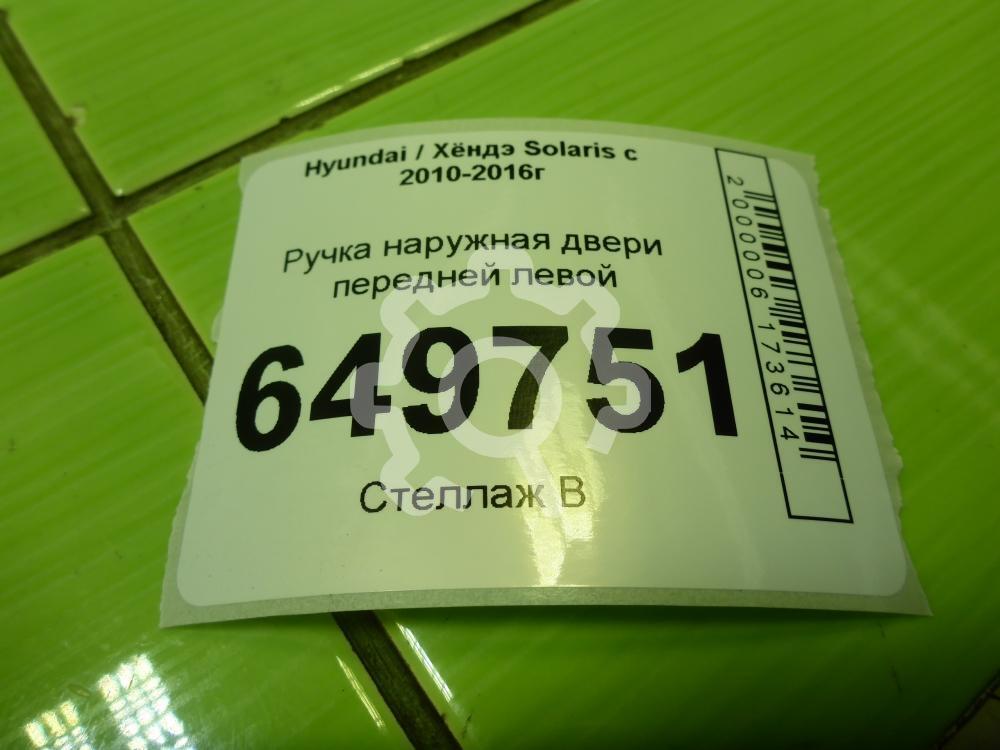 Hyundai / Хёндэ Solaris с
2010-2016г
Ручка наружная двери
передней левой
649751
Стеллаж В
2000006173614